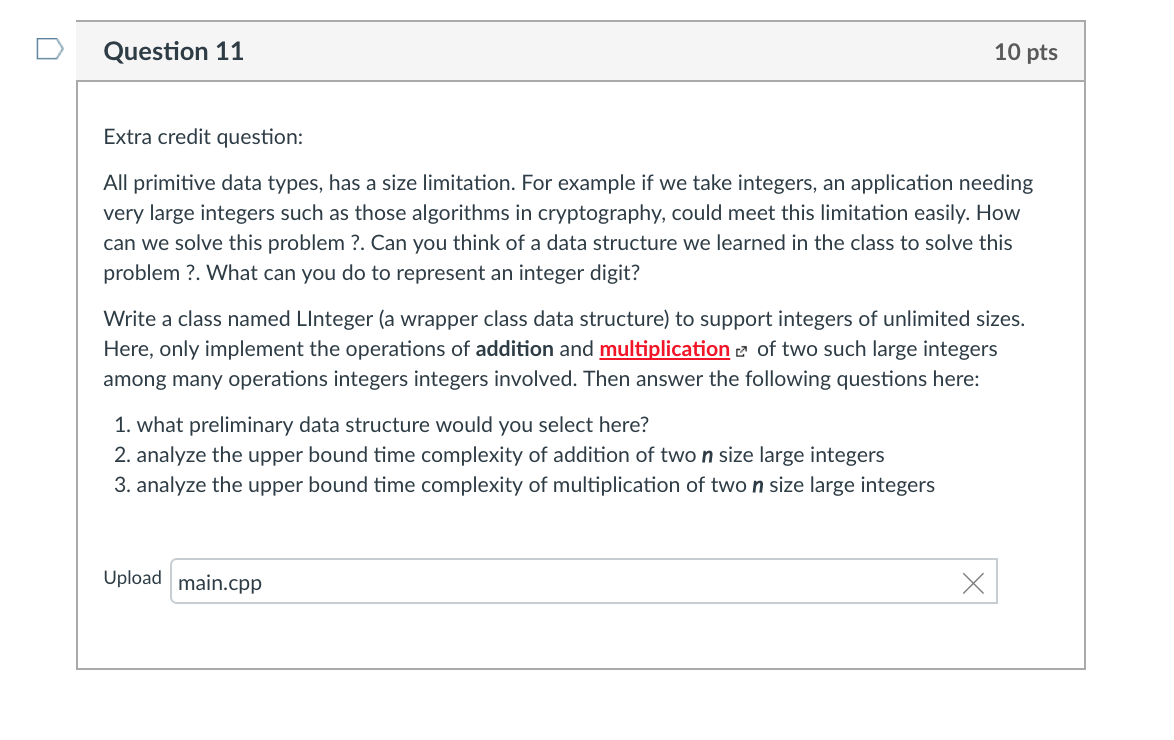 Question 11
10 pts
Extra credit question:
All primitive data types, has a size limitation. For example if we take integers, an application needing
very large integers such as those algorithms in cryptography, could meet this limitation easily. How
can we solve this problem ?. Can you think of a data structure we learned in the class to solve this
problem ?. What can you do to represent an integer digit?
Write a class named LInteger (a wrapper class data structure) to support integers of unlimited sizes.
Here, only implement the operations of addition and multiplication of two such large integers
among many operations integers integers involved. Then answer the following questions here:
1. what preliminary data structure would you select here?
2. analyze the upper bound time complexity of addition of two n size large integers
3. analyze the upper bound time complexity of multiplication of two n size large integers
Upload main.cpp